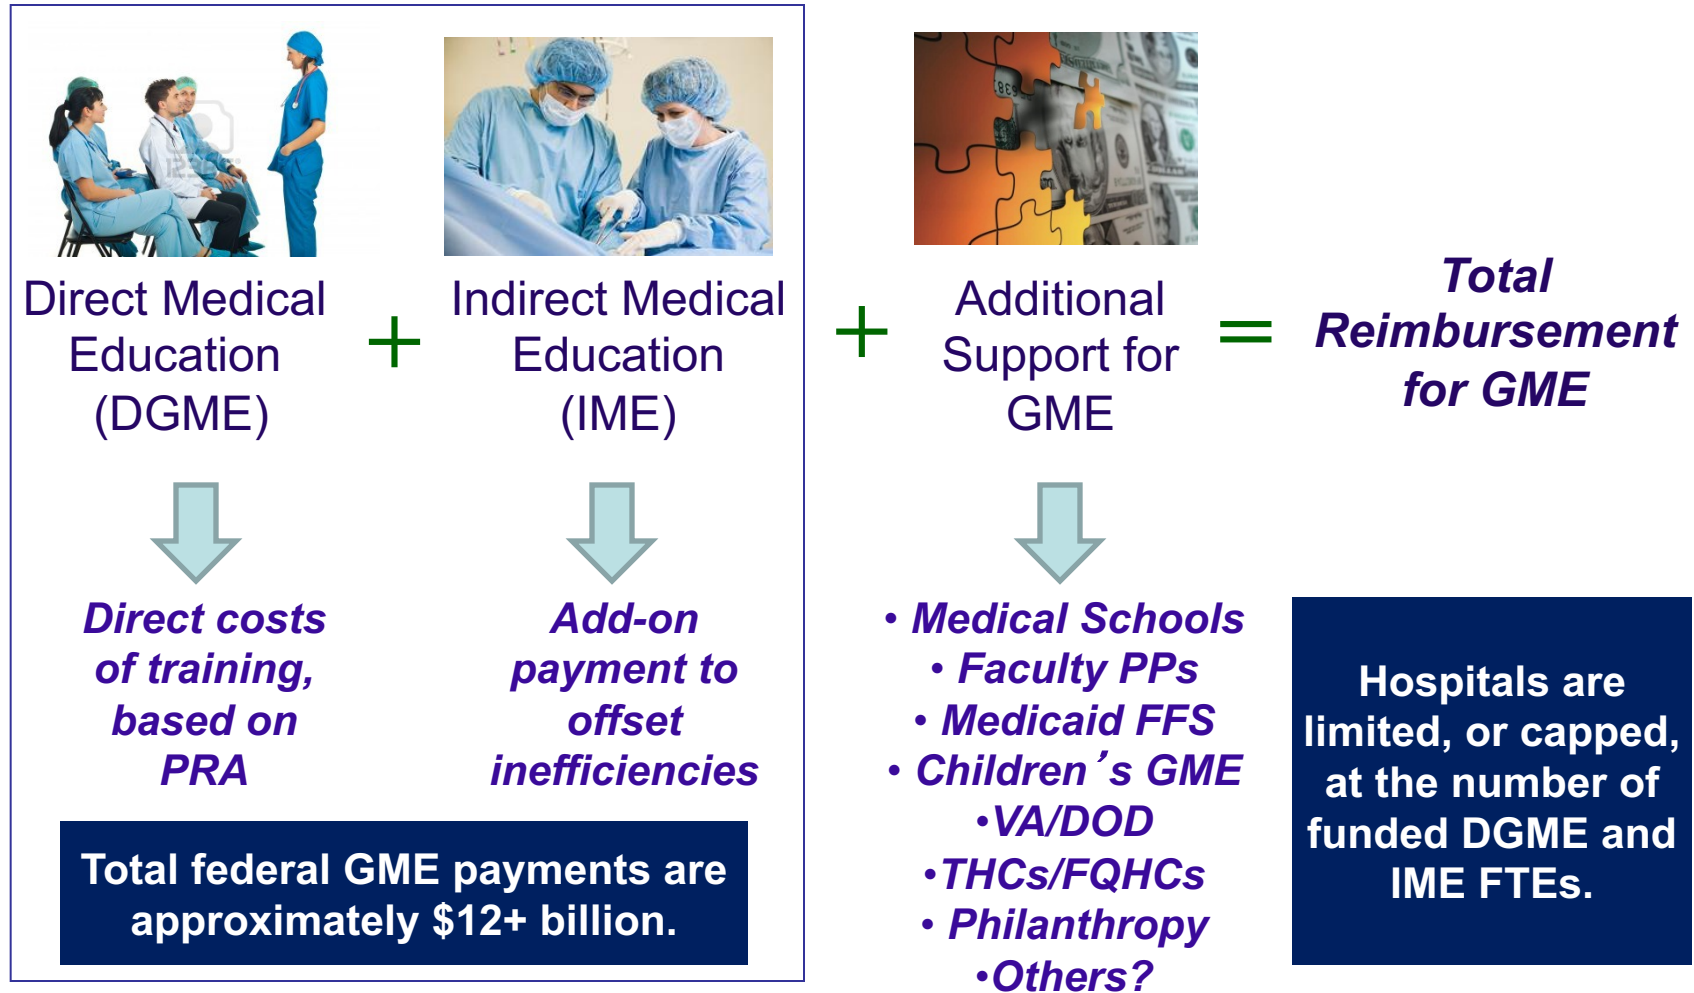 Direct Medical
Education
(DGME)
+
Indirect Medical
Education
(IME)
+
Additional
Support for
GME
=
Total
Reimbursement
for GME
Direct costs
of training,
based on
PRA
Add-on
payment to
offset
inefficiencies
• Medical Schools
• Faculty PPs
• Medicaid FFS
• Children’s GME
•VA/DOD
•THCs/FQHCs
• Philanthropy
•Others?
Total federal GME payments are
approximately $12+ billion.
Hospitals are
limited, or capped,
at the number of
funded DGME and
IME FTEs.